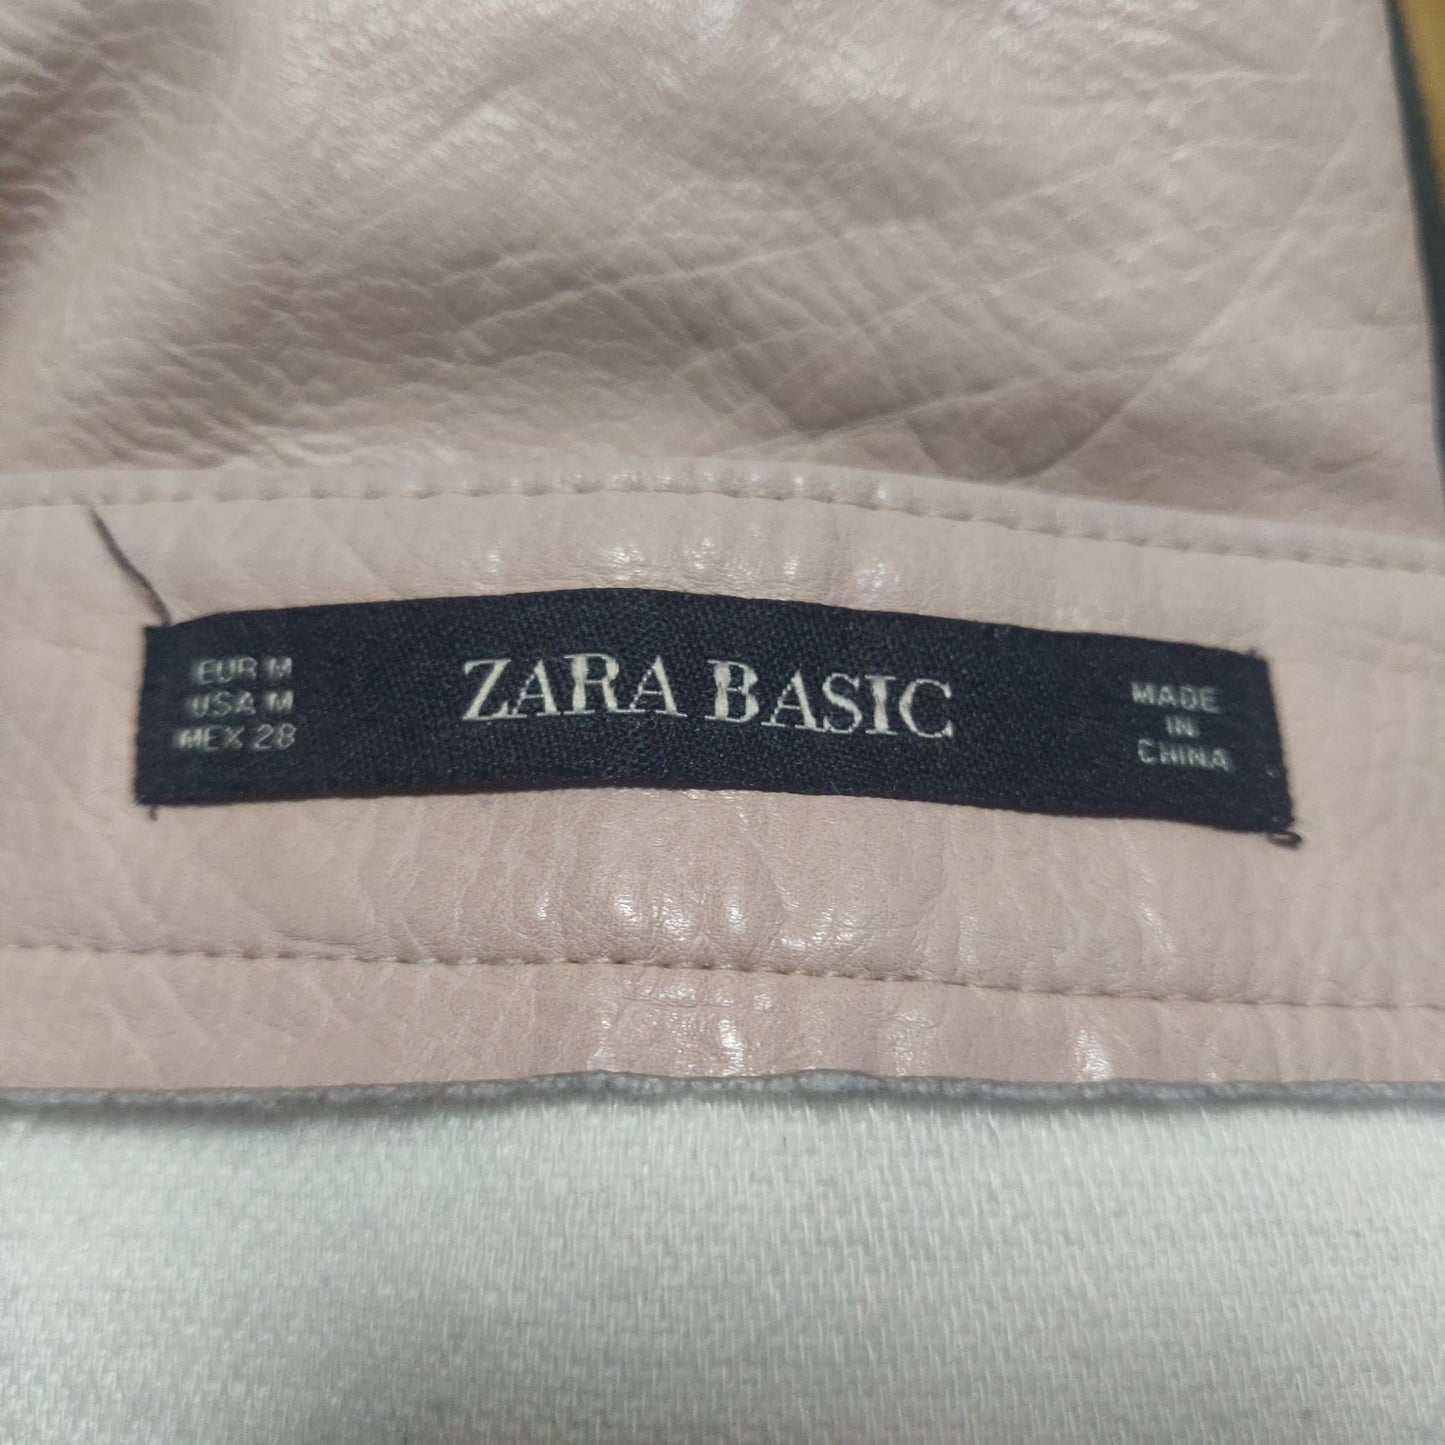 EUR M
USA M
MEX 28
ZARA BASIC
MADE
IN
CHINA